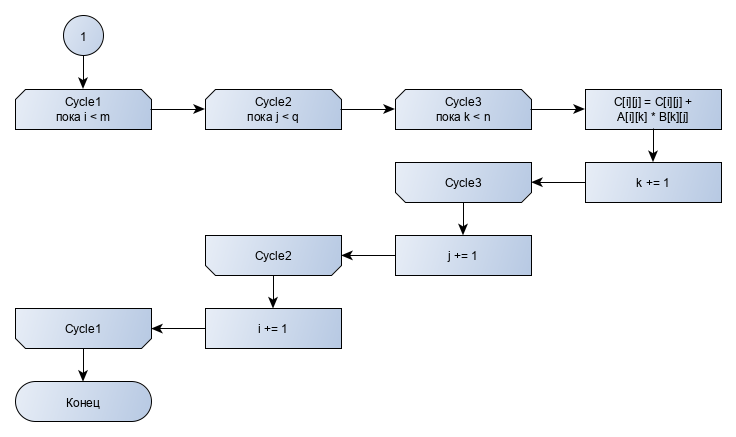 1
Cycle1
пока i < m
Cycle2
пока j < q
Cycle3
пока k < n
C[i][j] = C[i][j] +
A[i][k] * B[k][j]
k += 1
Cycle3
j += 1
Cycle2
i += 1
Cycle1
Конец